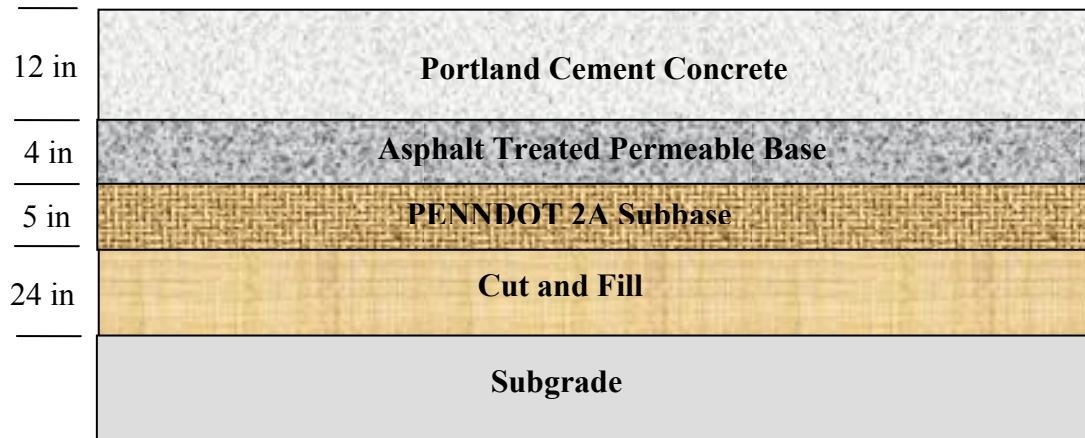 12 in
Portland Cement Concrete
4 in
Asphalt Treated Permeable Base
5 in
PENNDOT 2A Subbase
24 in
Cut and Fill
Subgrade